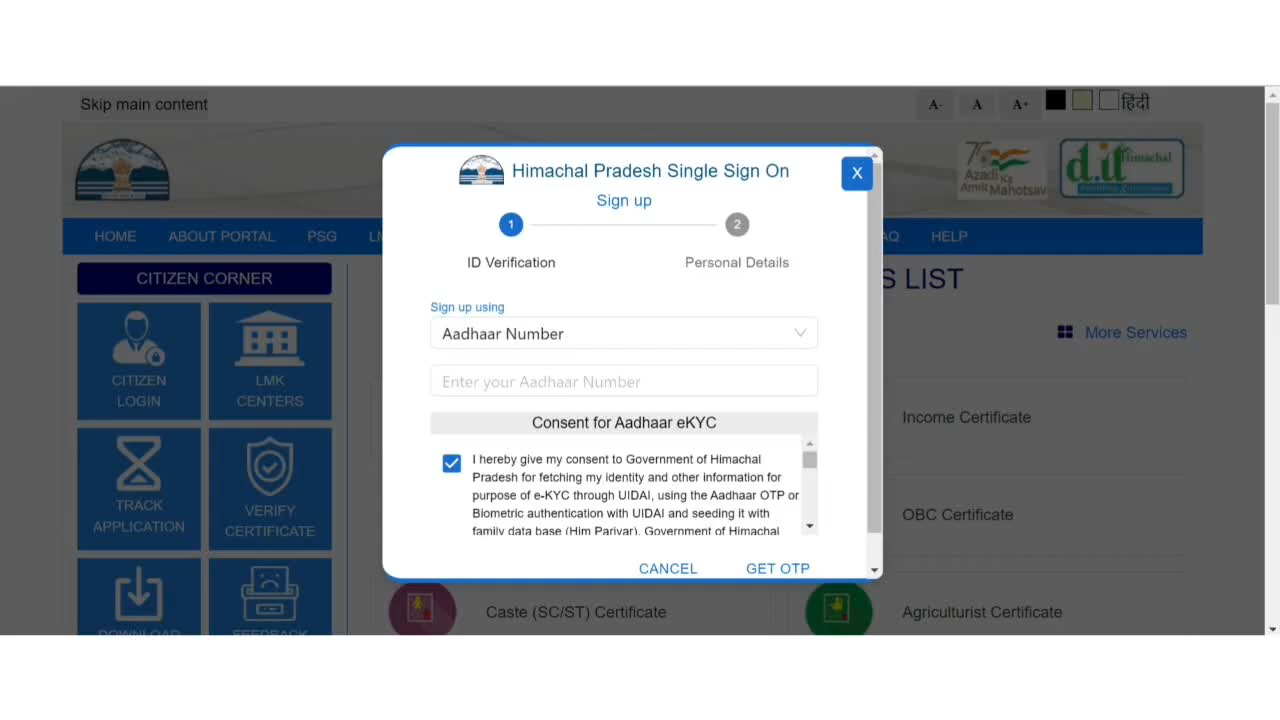 Skip main content
A- A A+ हिंदी
Azadi Ka
Amrit Mahotsav
Himachal
HOME ABOUT PORTAL PSG HELP
CITIZEN CORNER
CITIZEN
LOGIN
LMK
CENTERS
TRACK
APPLICATION
VERIFY
CERTIFICATE
DOWNLOAD
FEEDBACK
Himachal Pradesh Single Sign On
X
Sign up
1 2
ID Verification Personal Details
Sign up using
Aadhaar Number
Enter your Aadhaar Number
Consent for Aadhaar eKYC
I hereby give my consent to Government of Himachal
Pradesh for fetching my identity and other information for
purpose of e-KYC through UIDAI, using the Aadhaar OTP or
Biometric authentication with UIDAI and seeding it with
family data base (Him Parivar). Government of Himachal
CANCEL GET OTP
S LIST
More Services
Income Certificate
OBC Certificate
Caste (SC/ST) Certificate
Agriculturist Certificate